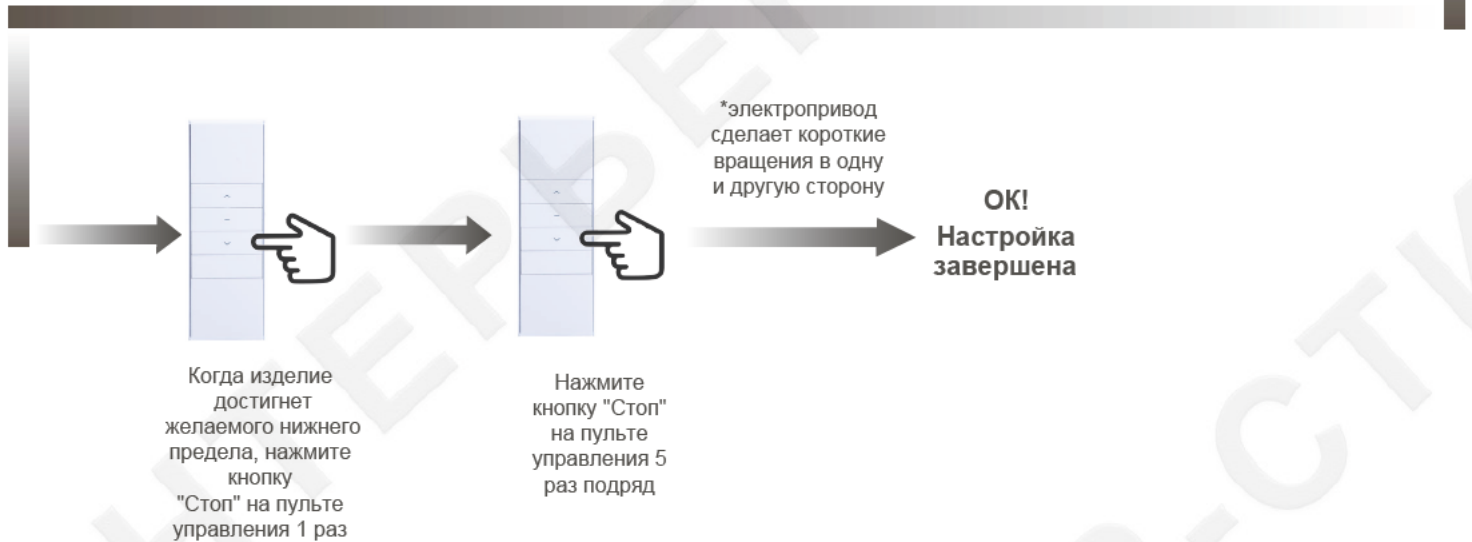 *электропривод
сделает короткие
вращения в одну
и другую сторону
ОК!
Настройка
завершена
Когда изделие
достигнет
желаемого нижнего
предела, нажмите
кнопку
"Стоп" на пульте
управления 1 раз
Нажмите
кнопку "Стоп"
на пульте
управления 5
раз подряд